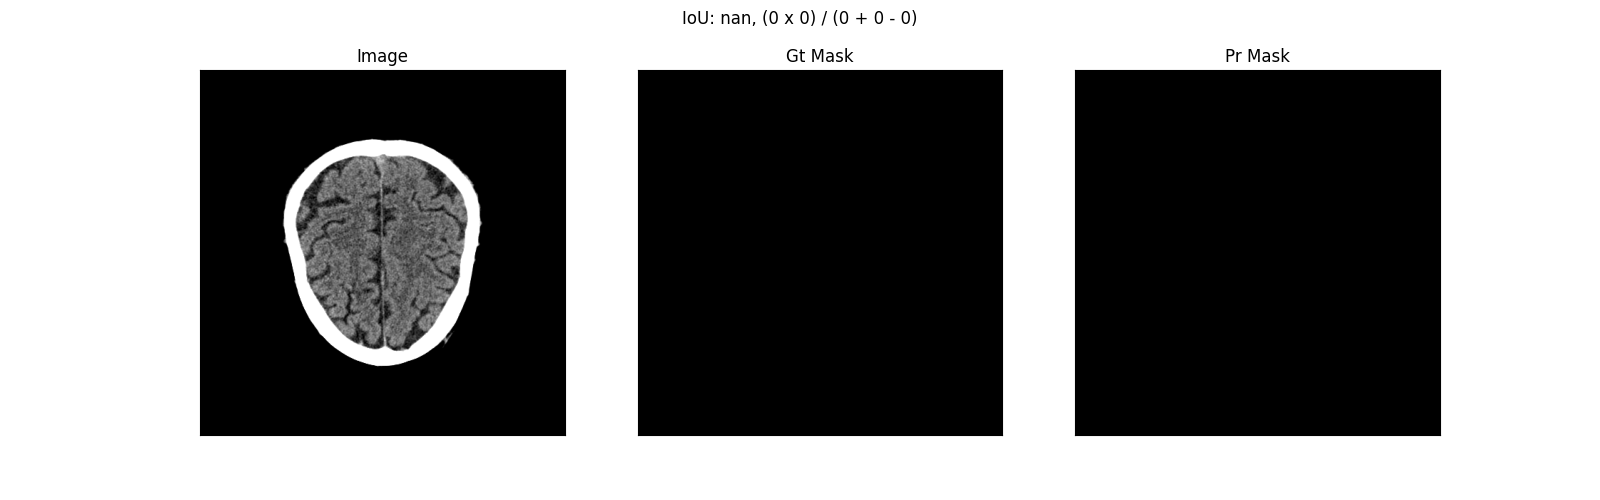 IoU: nan, (0 x 0) / (0 + 0 - 0)
Image
Gt Mask
Pr Mask